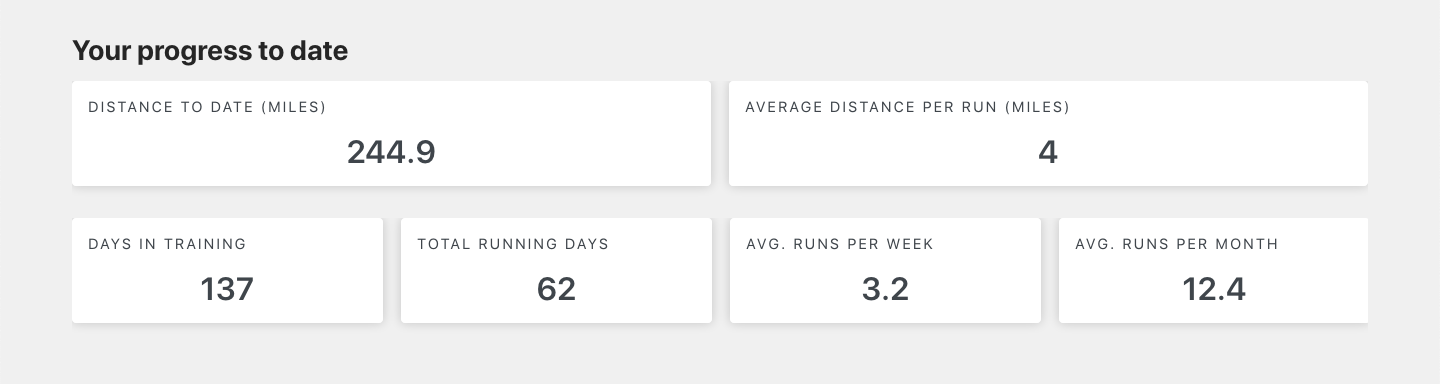 Your progress to date
DISTANCE TO DATE (MILES)
244.9
AVERAGE DISTANCE PER RUN (MILES)
4
DAYS IN TRAINING
137
TOTAL RUNNING DAYS
62
AVG. RUNS PER WEEK
3.2
AVG. RUNS PER MONTH
12.4